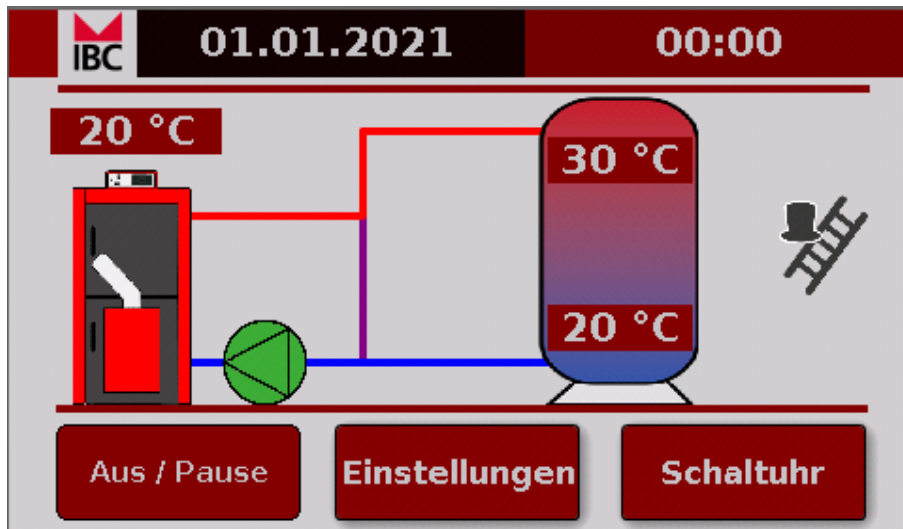 IBC 01.01.2021 00:00
20 °C
30 °C
20 °C
Aus / Pause Einstellungen Schaltuhr